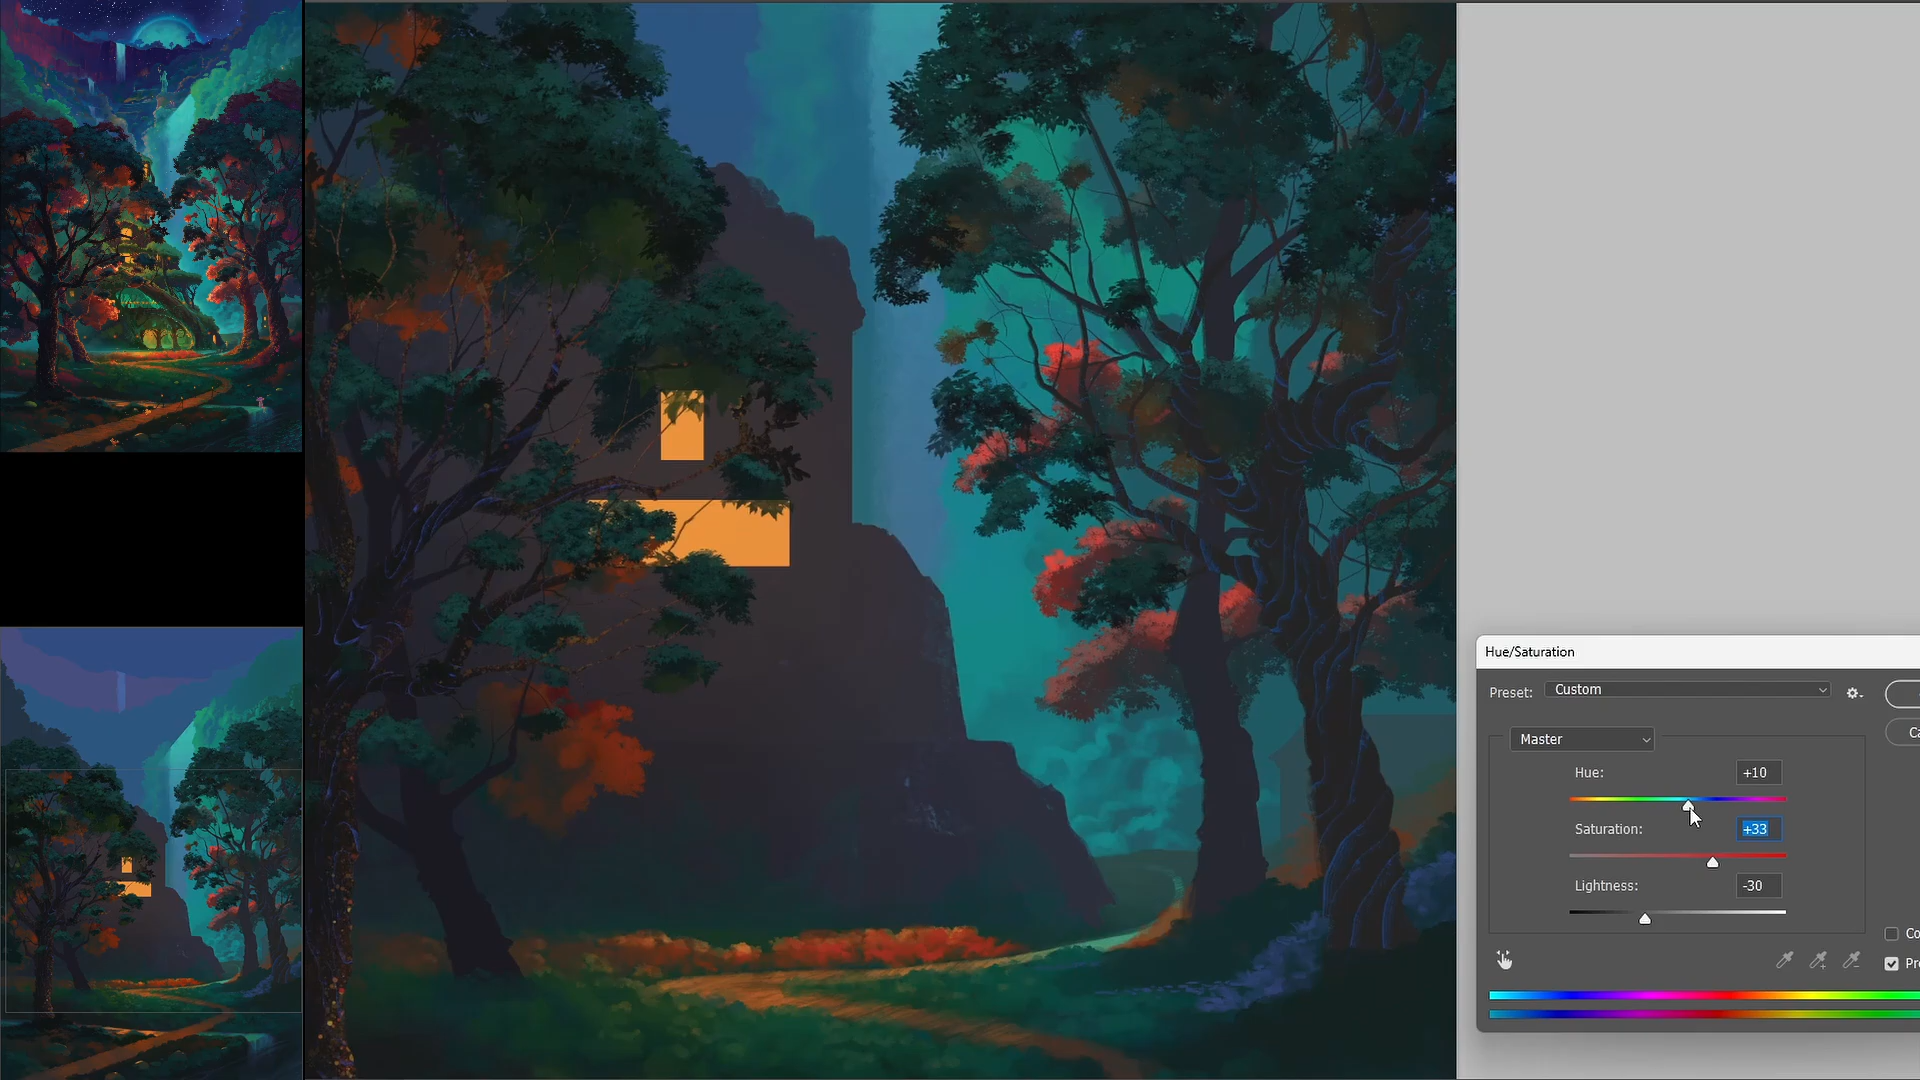 Hue/Saturation
Preset: Custom
Master
Hue: +10
Saturation: +33
Lightness: -30